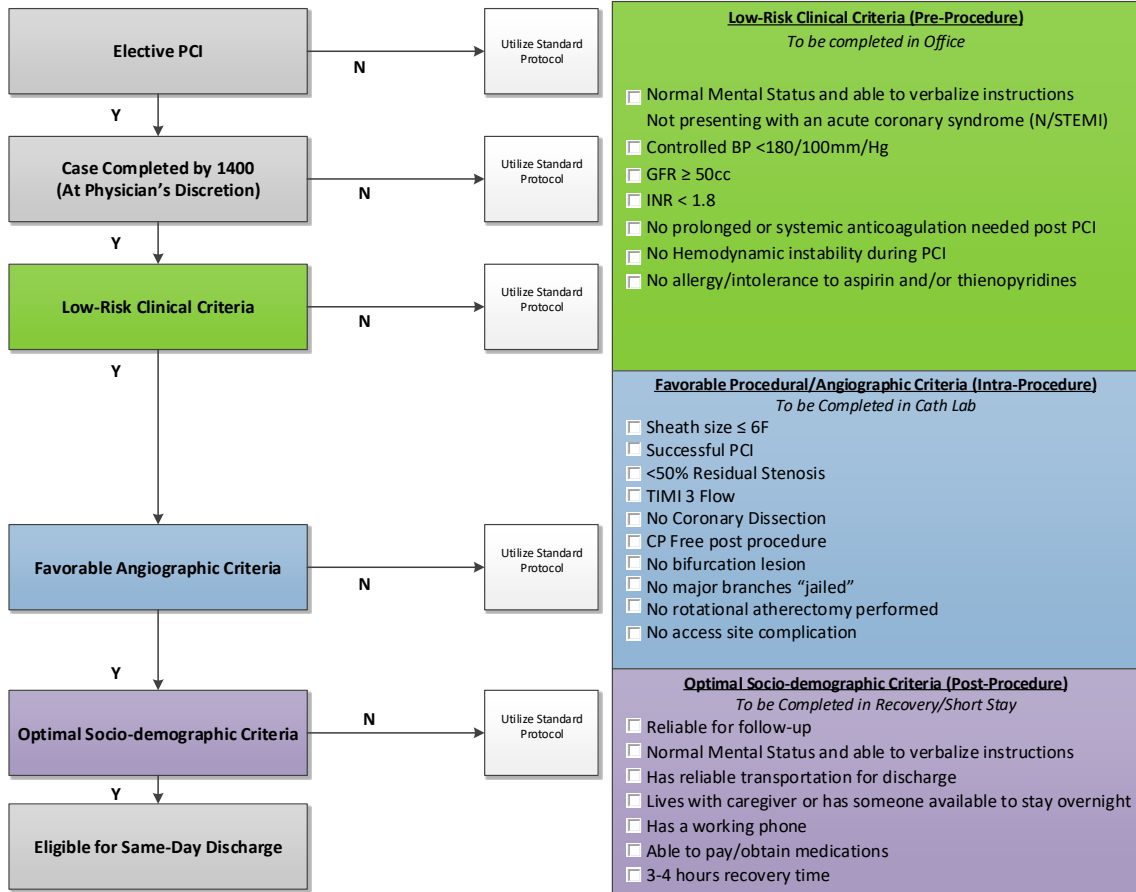 Elective PCI
N
Utilize Standard
Protocol
Y
Case Completed by 1400
(At Physician's Discretion)
N
Utilize Standard
Protocol
Y
Low-Risk Clinical Criteria
N
Utilize Standard
Protocol
Y
Favorable Angiographic Criteria
N
Utilize Standard
Protocol
Y
Optimal Socio-demographic Criteria
N
Utilize Standard
Protocol
Y
Eligible for Same-Day Discharge
Low-Risk Clinical Criteria (Pre-Procedure)
To be completed in Office
Normal Mental Status and able to verbalize instructions
Not presenting with an acute coronary syndrome (N/STEMI)
Controlled BP <180/100mm/Hg
GFR ≥ 50cc
INR < 1.8
No prolonged or systemic anticoagulation needed post PCI
No Hemodynamic instability during PCI
No allergy/intolerance to aspirin and/or thienopyridines
Favorable Procedural/Angiographic Criteria (Intra-Procedure)
To be Completed in Cath Lab
Sheath size ≤ 6F
Successful PCI
<50% Residual Stenosis
TIMI 3 Flow
No Coronary Dissection
CP Free post procedure
No bifurcation lesion
No major branches "jailed"
No rotational atherectomy performed
No access site complication
Optimal Socio-demographic Criteria (Post-Procedure)
To be Completed in Recovery/Short Stay
Reliable for follow-up
Normal Mental Status and able to verbalize instructions
Has reliable transportation for discharge
Lives with caregiver or has someone available to stay overnight
Has a working phone
Able to pay/obtain medications
3-4 hours recovery time